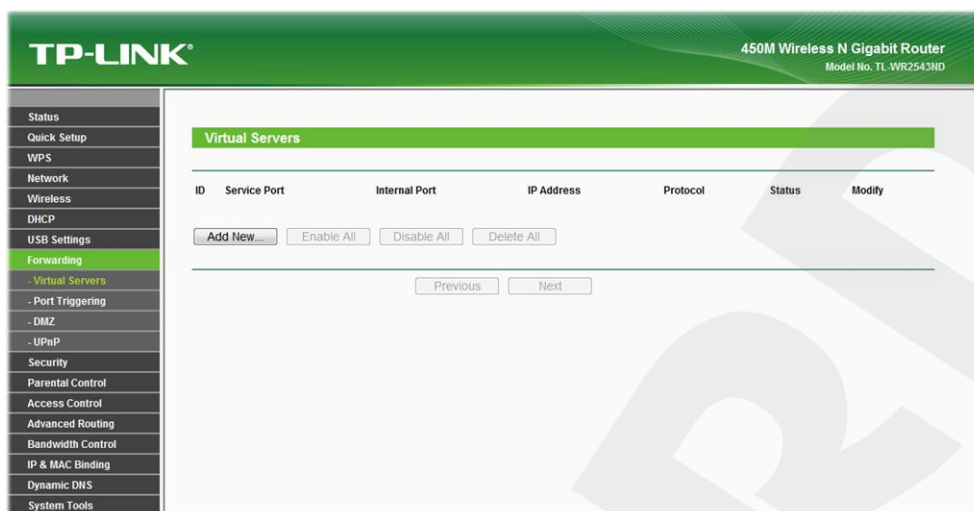 TP-LINK®
450M Wireless N Gigabit Router
Model No. TL-WR2543ND
Status
Quick Setup
WPS
Network
Wireless
DHCP
USB Settings
Forwarding
- Virtual Servers
- Port Triggering
- DMZ
- UPnP
Security
Parental Control
Access Control
Advanced Routing
Bandwidth Control
IP & MAC Binding
Dynamic DNS
System Tools
Virtual Servers
ID Service Port Internal Port IP Address Protocol Status Modify
Add New... Enable All Disable All Delete All
Previous Next